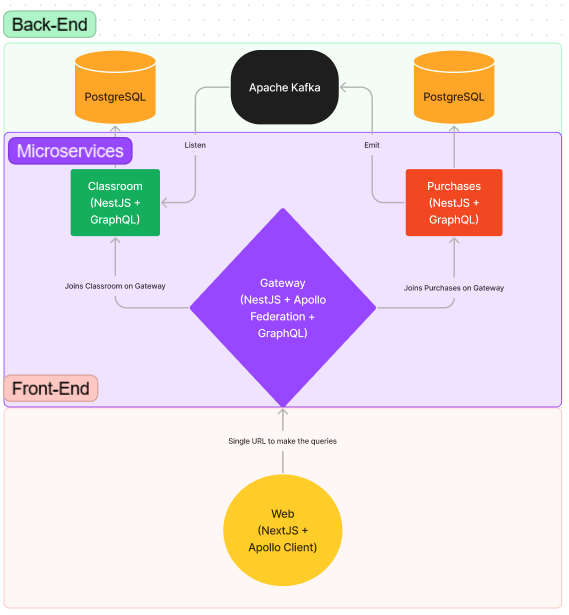 Back-End
PostgreSQL
Apache Kafka
PostgreSQL
Listen
Emit
Microservices
Classroom
(NestJS +
GraphQL)
Purchases
(NestJS +
GraphQL)
Gateway
(NestJS + Apollo
Federation +
GraphQL)
Joins Classroom on Gateway
Joins Purchases on Gateway
Front-End
Single URL to make the queries
Web
(NextJS +
Apollo Client)